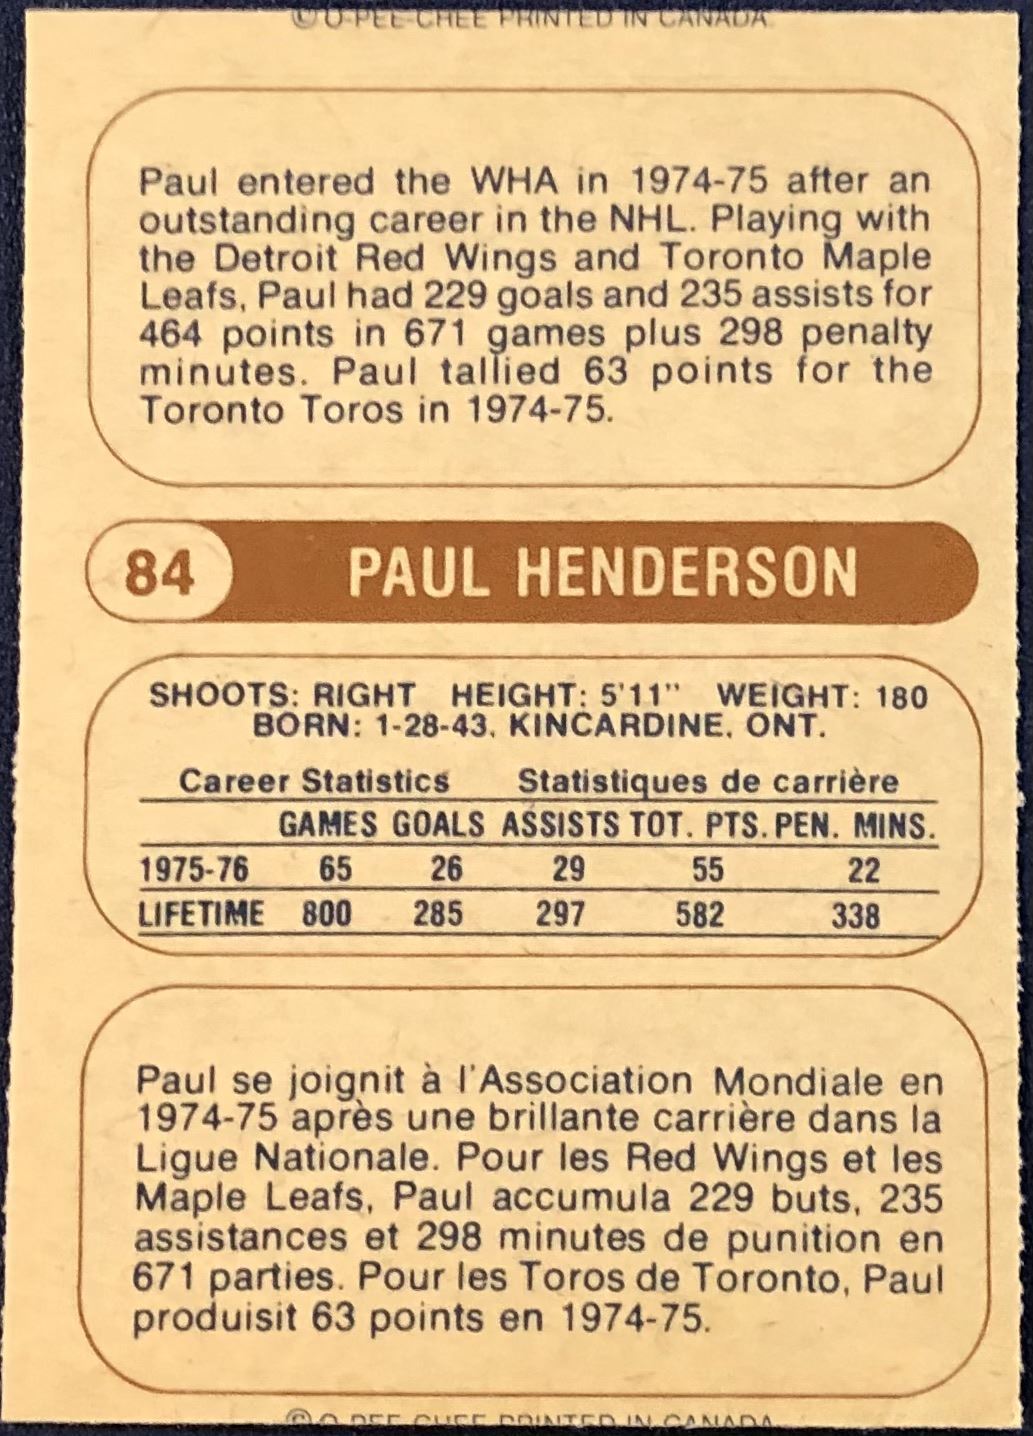 © O-PEE-CHEE PRINTED IN CANADA
Paul entered the WHA in 1974-75 after an
outstanding career in the NHL. Playing with
the Detroit Red Wings and Toronto Maple
Leafs, Paul had 229 goals and 235 assists for
464 points in 671 games plus 298 penalty
minutes. Paul tallied 63 points for the
Toronto Toros in 1974-75.
84 PAUL HENDERSON
SHOOTS: RIGHT HEIGHT: 5'11" WEIGHT: 180
BORN: 1-28-43, KINCARDINE, ONT.
Career Statistics Statistiques de carrière
GAMES GOALS ASSISTS TOT. PTS. PEN. MINS.
1975-76 65 26 29 55 22
LIFETIME 800 285 297 582 338
Paul se joignit à l'Association Mondiale en
1974-75 après une brillante carrière dans la
Ligue Nationale. Pour les Red Wings et les
Maple Leafs, Paul accumula 229 buts, 235
assistances et 298 minutes de punition en
671 parties. Pour les Toros de Toronto, Paul
produisit 63 points en 1974-75.
© O-PEE-CHEE PRINTED IN CANADA